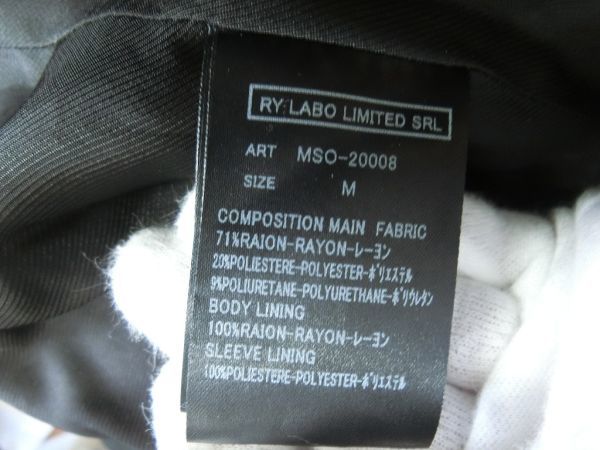 RY LABO LIMITED SRL
ART MSO-20008
SIZE M
COMPOSITION MAIN FABRIC
71%RAION-RAYON-レーヨン
20%POLIESTERE-POLYESTER-ﾎﾟﾘｴｽﾃﾙ
9%POLIURETANE-POLYURETHANE-ﾎﾟﾘｳﾚﾀﾝ
BODY LINING
100%RAION-RAYON-レーヨン
SLEEVE LINING
100%POLIESTERE-POLYESTER-ﾎﾟﾘｴｽﾃﾙ